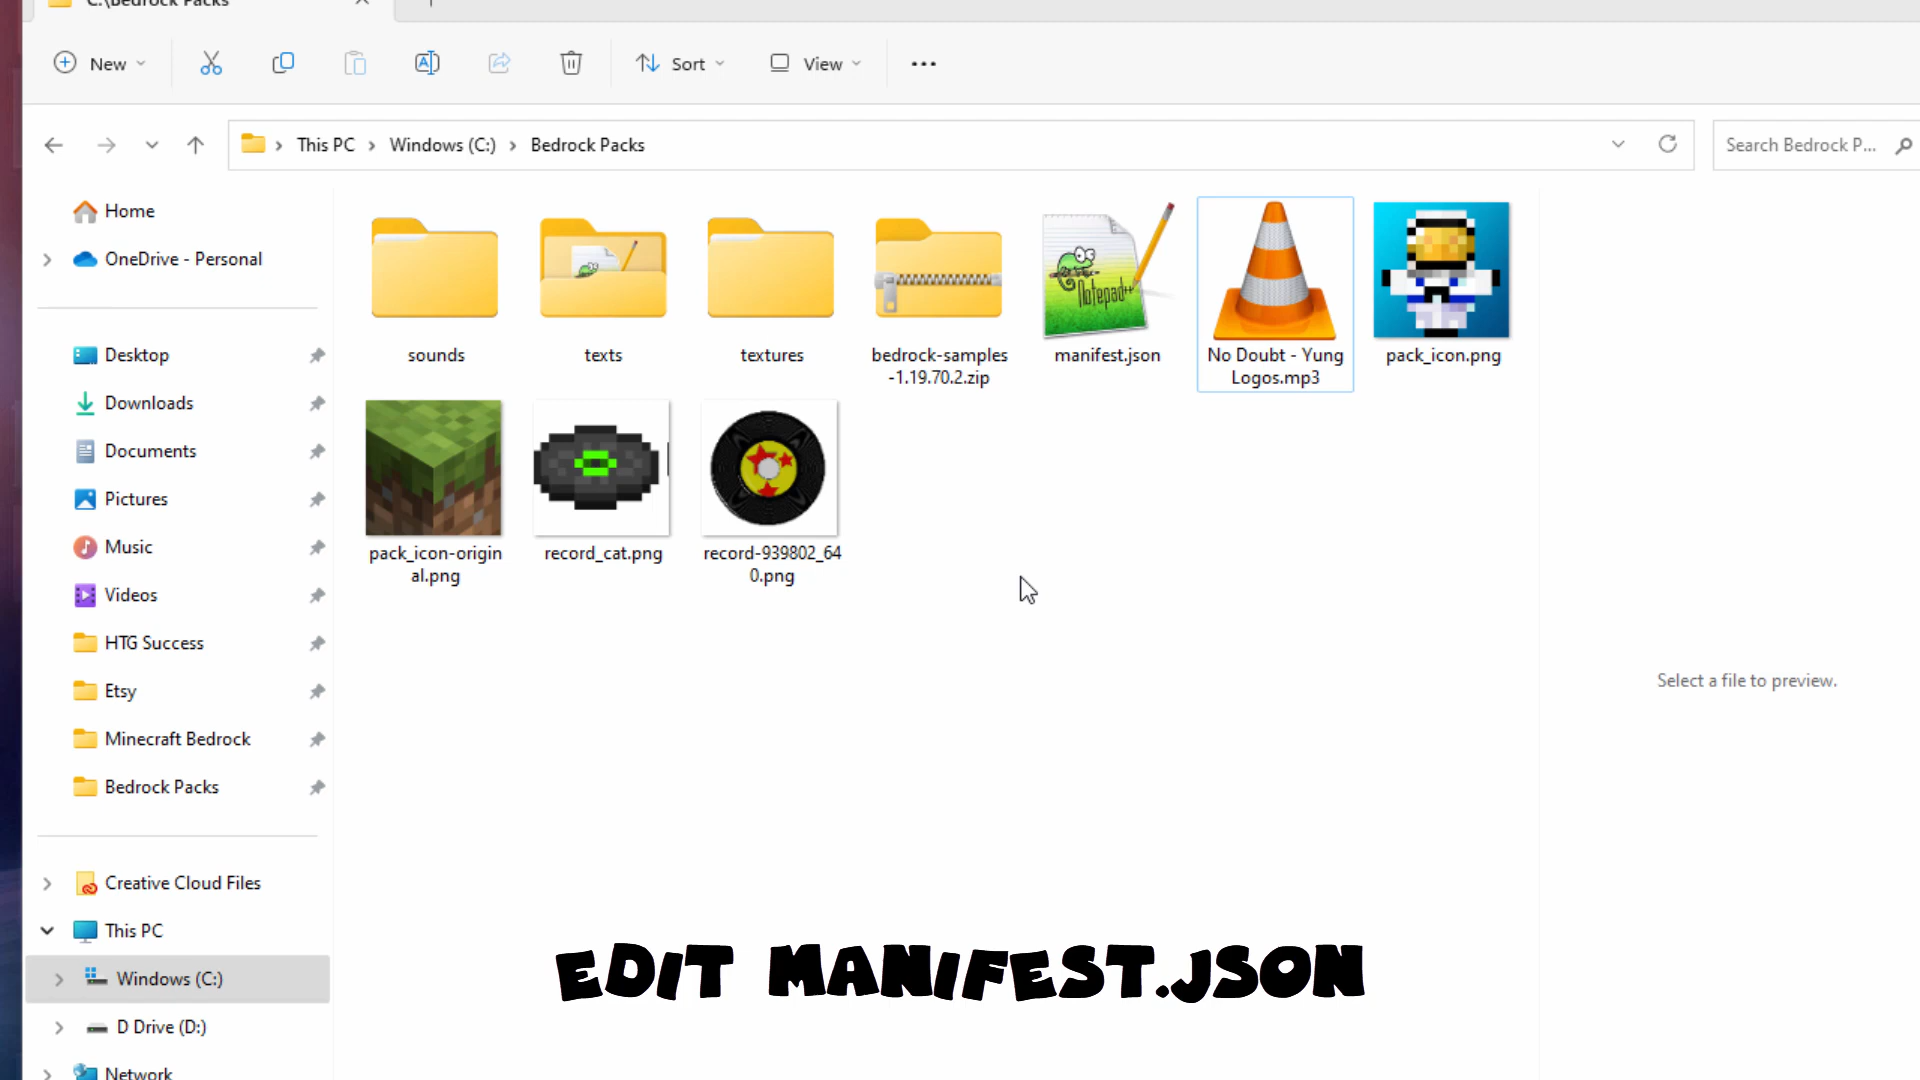 C:\Bedrock Packs
New
Sort
View
This PC
Windows (C:)
Bedrock Packs
Search Bedrock P...
Home
OneDrive - Personal
Desktop
Downloads
Documents
Pictures
Music
Videos
HTG Success
Etsy
Minecraft Bedrock
Bedrock Packs
Creative Cloud Files
This PC
Windows (C:)
D Drive (D:)
Network
sounds
texts
textures
bedrock-samples
-1.19.70.2.zip
Notepad++
manifest.json
No Doubt - Yung
Logos.mp3
pack_icon.png
pack_icon-origin
al.png
record_cat.png
record-939802_64
0.png
Select a file to preview.
EDIT MANIFEST.JSON